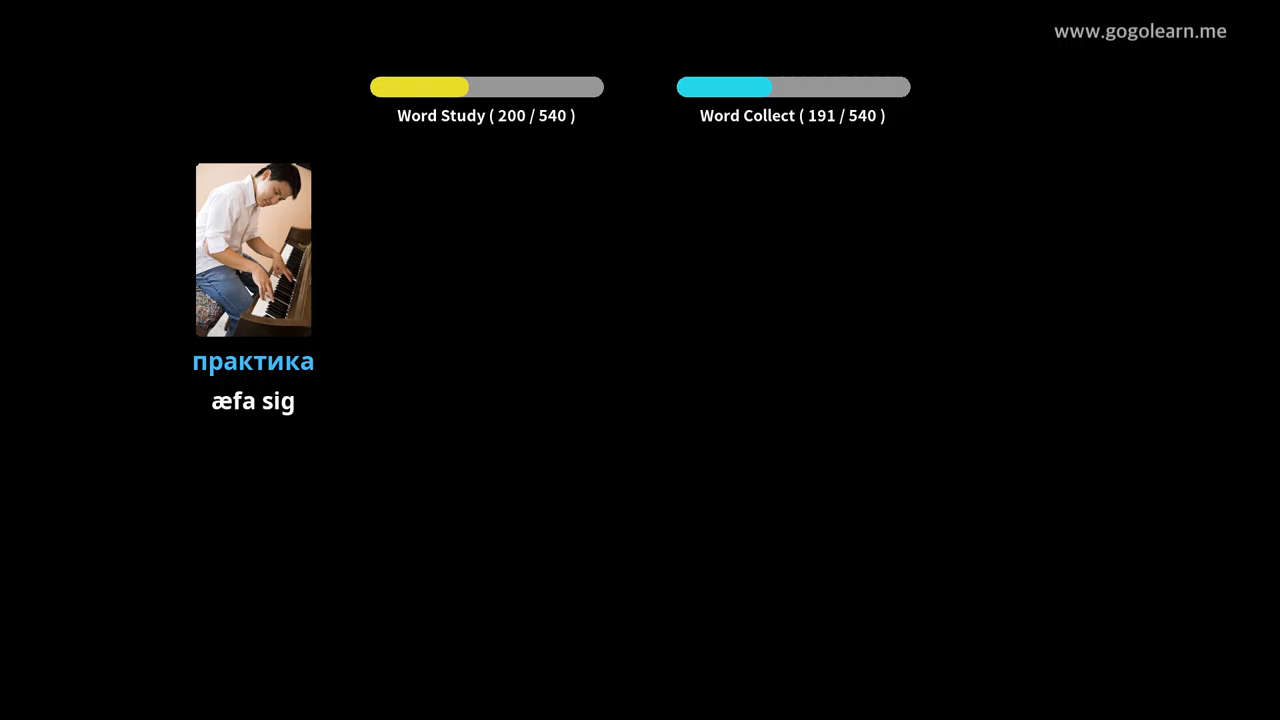 www.gogolearn.me
Word Study ( 200 / 540 )
Word Collect ( 191 / 540 )
практика
æfa sig